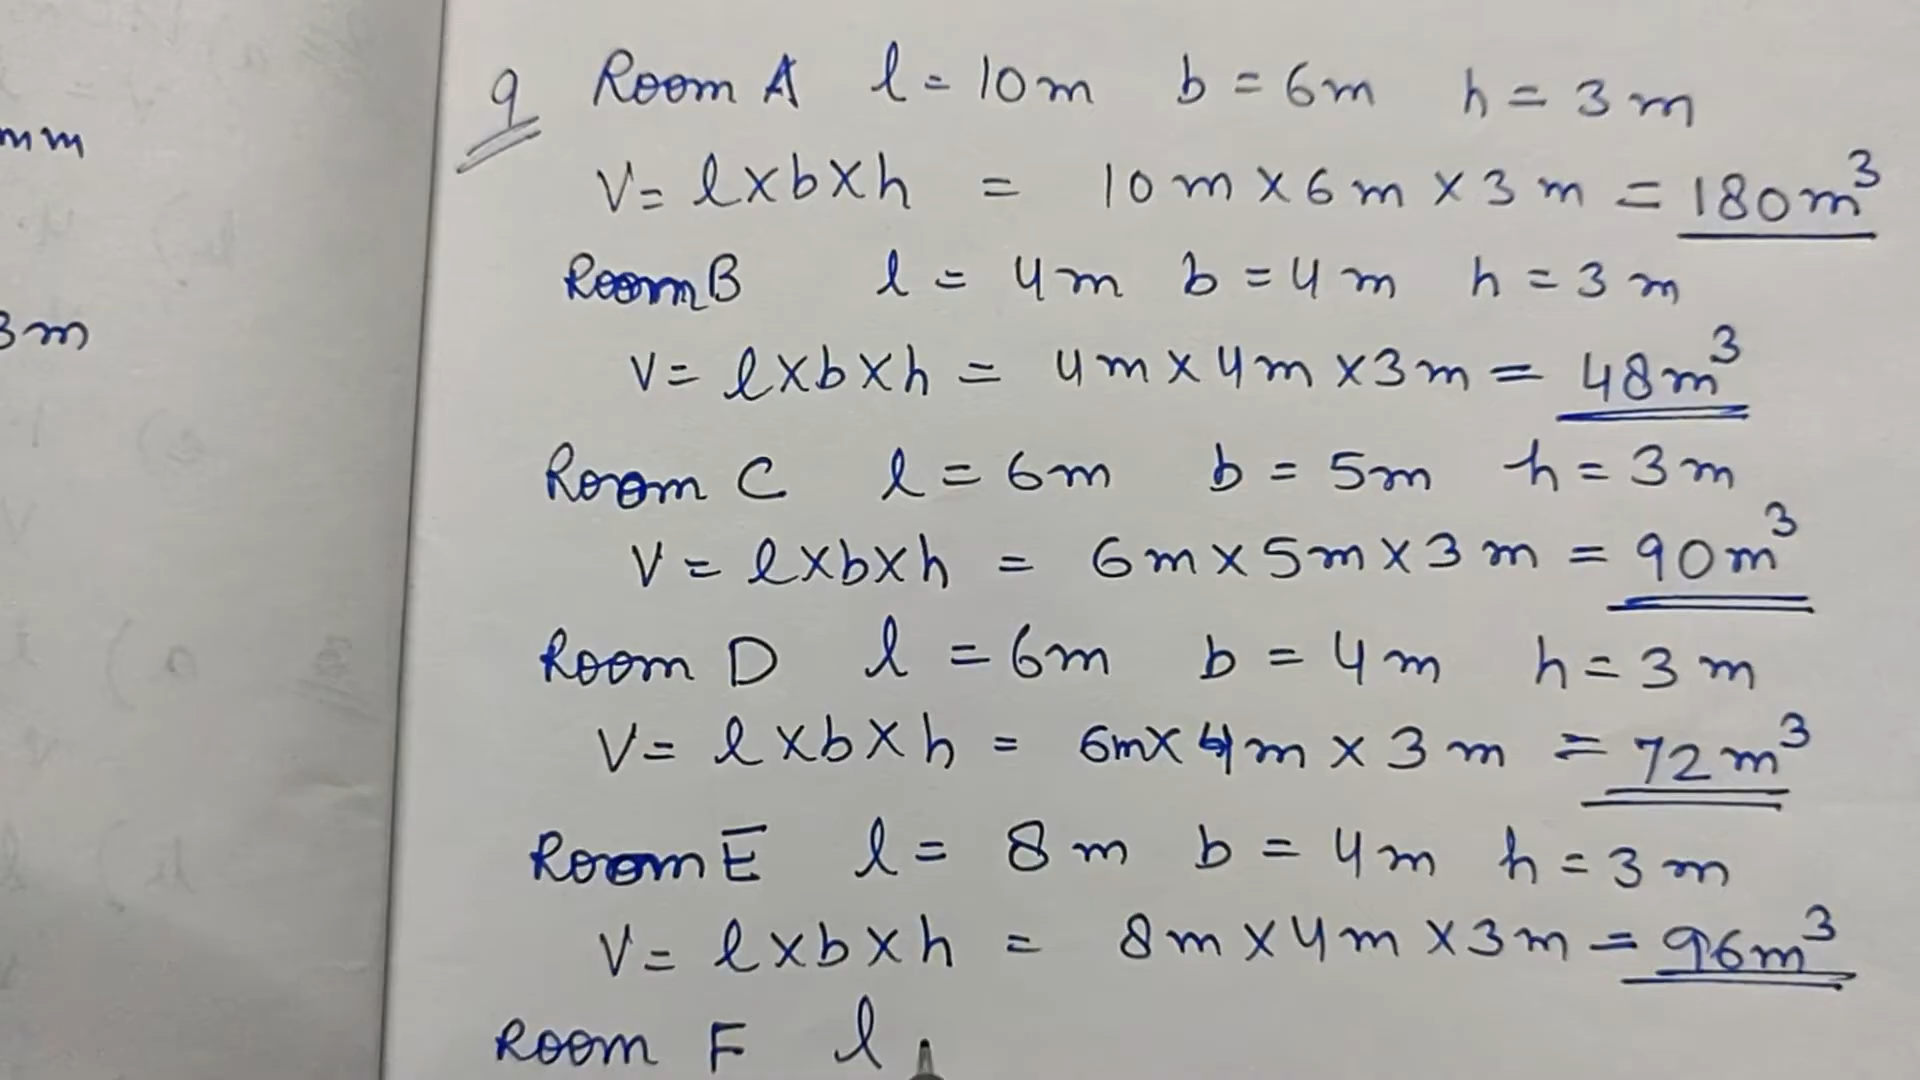 mm
3m
9 Room A l = 10m b = 6m h = 3m
V = l×b×h = 10m×6m×3m = 180m³
Room B l = 4m b = 4m h = 3m
V = l×b×h = 4m×4m×3m = 48m³
Room C l = 6m b = 5m h = 3m
V = l×b×h = 6m×5m×3m = 90m³
Room D l = 6m b = 4m h = 3m
V = l×b×h = 6m×4m×3m = 72m³
Room E l = 8m b = 4m h = 3m
V = l×b×h = 8m×4m×3m = 96m³
Room F l